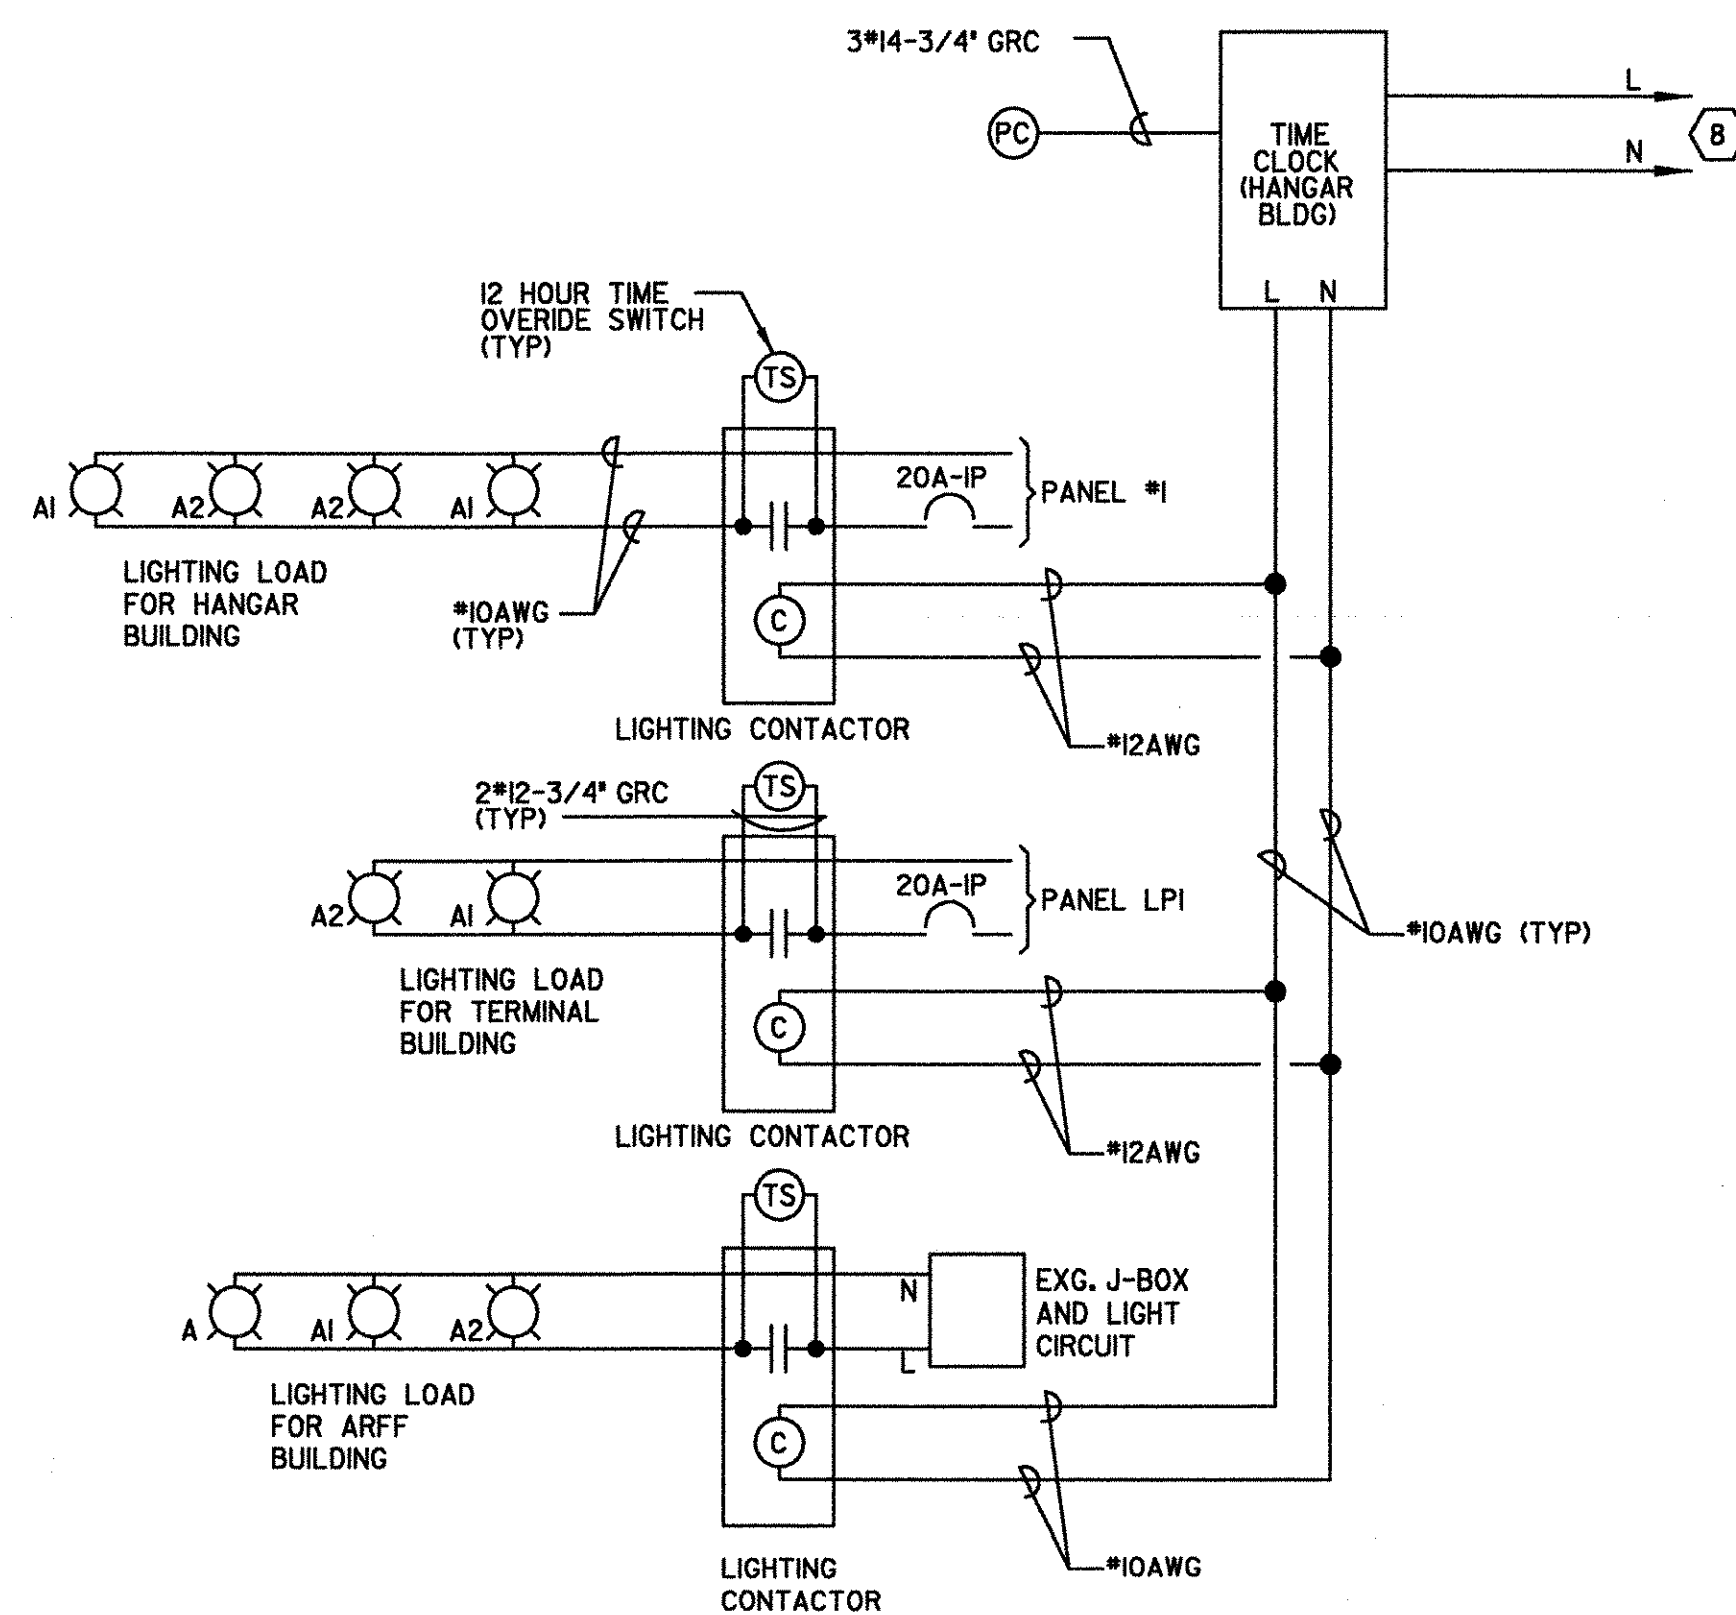 3#14-3/4" GRC
L
PC
TIME
CLOCK
(HANGAR
BLDG)
8
N
L N
12 HOUR TIME
OVERIDE SWITCH
(TYP)
TS
20A-1P
PANEL #1
A1 A2 A2 A1
LIGHTING LOAD
FOR HANGAR
BUILDING
#10AWG
(TYP)
C
LIGHTING CONTACTOR
#12AWG
2#12-3/4" GRC
(TYP)
TS
20A-1P
PANEL LP1
A2 A1
#10AWG (TYP)
LIGHTING LOAD
FOR TERMINAL
BUILDING
C
LIGHTING CONTACTOR
#12AWG
TS
N
EXG. J-BOX
AND LIGHT
CIRCUIT
A A1 A2
L
LIGHTING LOAD
FOR ARFF
BUILDING
C
LIGHTING
CONTACTOR
#10AWG